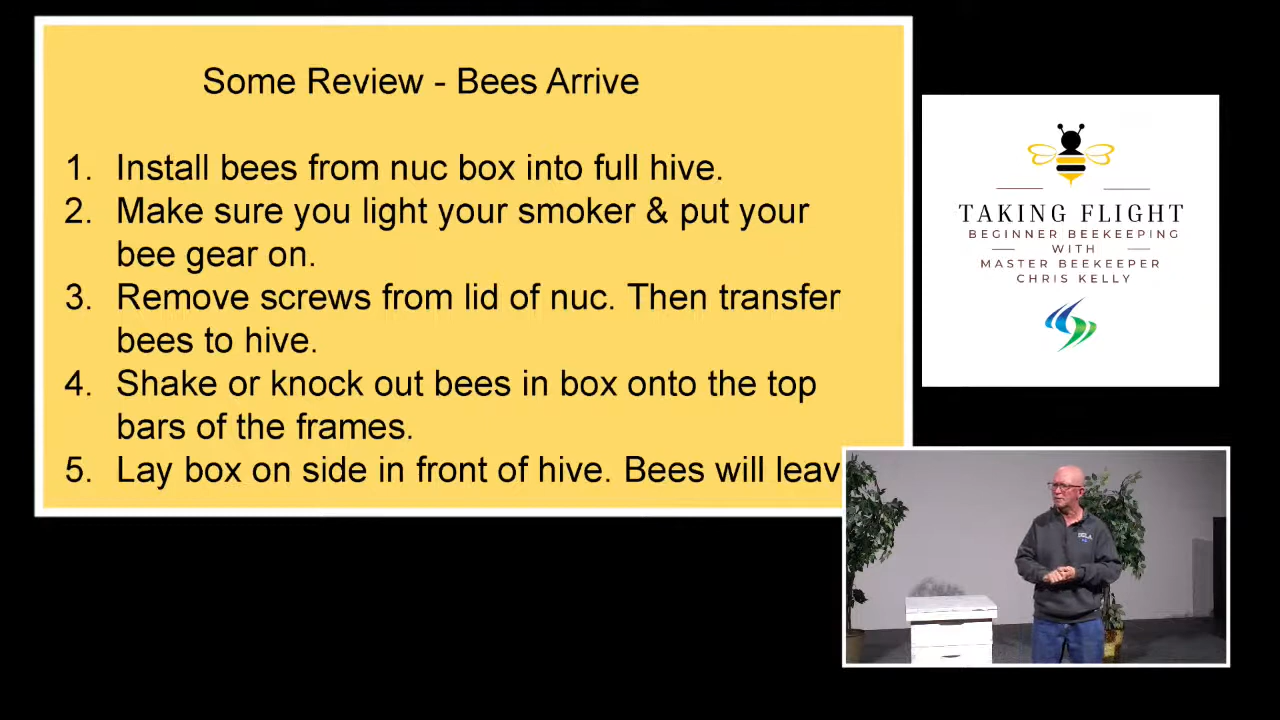 Some Review - Bees Arrive
1. Install bees from nuc box into full hive.
2. Make sure you light your smoker & put your
bee gear on.
3. Remove screws from lid of nuc. Then transfer
bees to hive.
4. Shake or knock out bees in box onto the top
bars of the frames.
5. Lay box on side in front of hive. Bees will leav
TAKING FLIGHT
BEGINNER BEEKEEPING
WITH
MASTER BEEKEEPER
CHRIS KELLY
UCLA